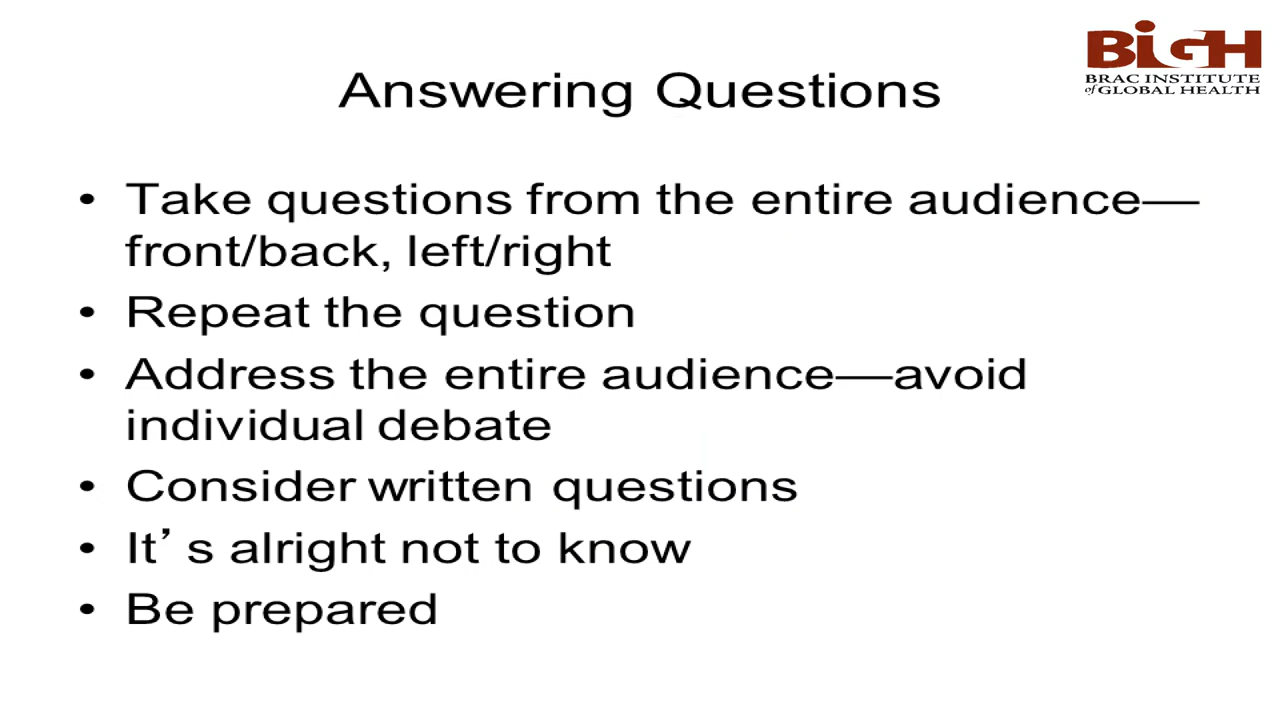 BIGH
BRAC INSTITUTE
of GLOBAL HEALTH
Answering Questions
• Take questions from the entire audience—
front/back, left/right
• Repeat the question
• Address the entire audience—avoid
individual debate
• Consider written questions
• It’s alright not to know
• Be prepared